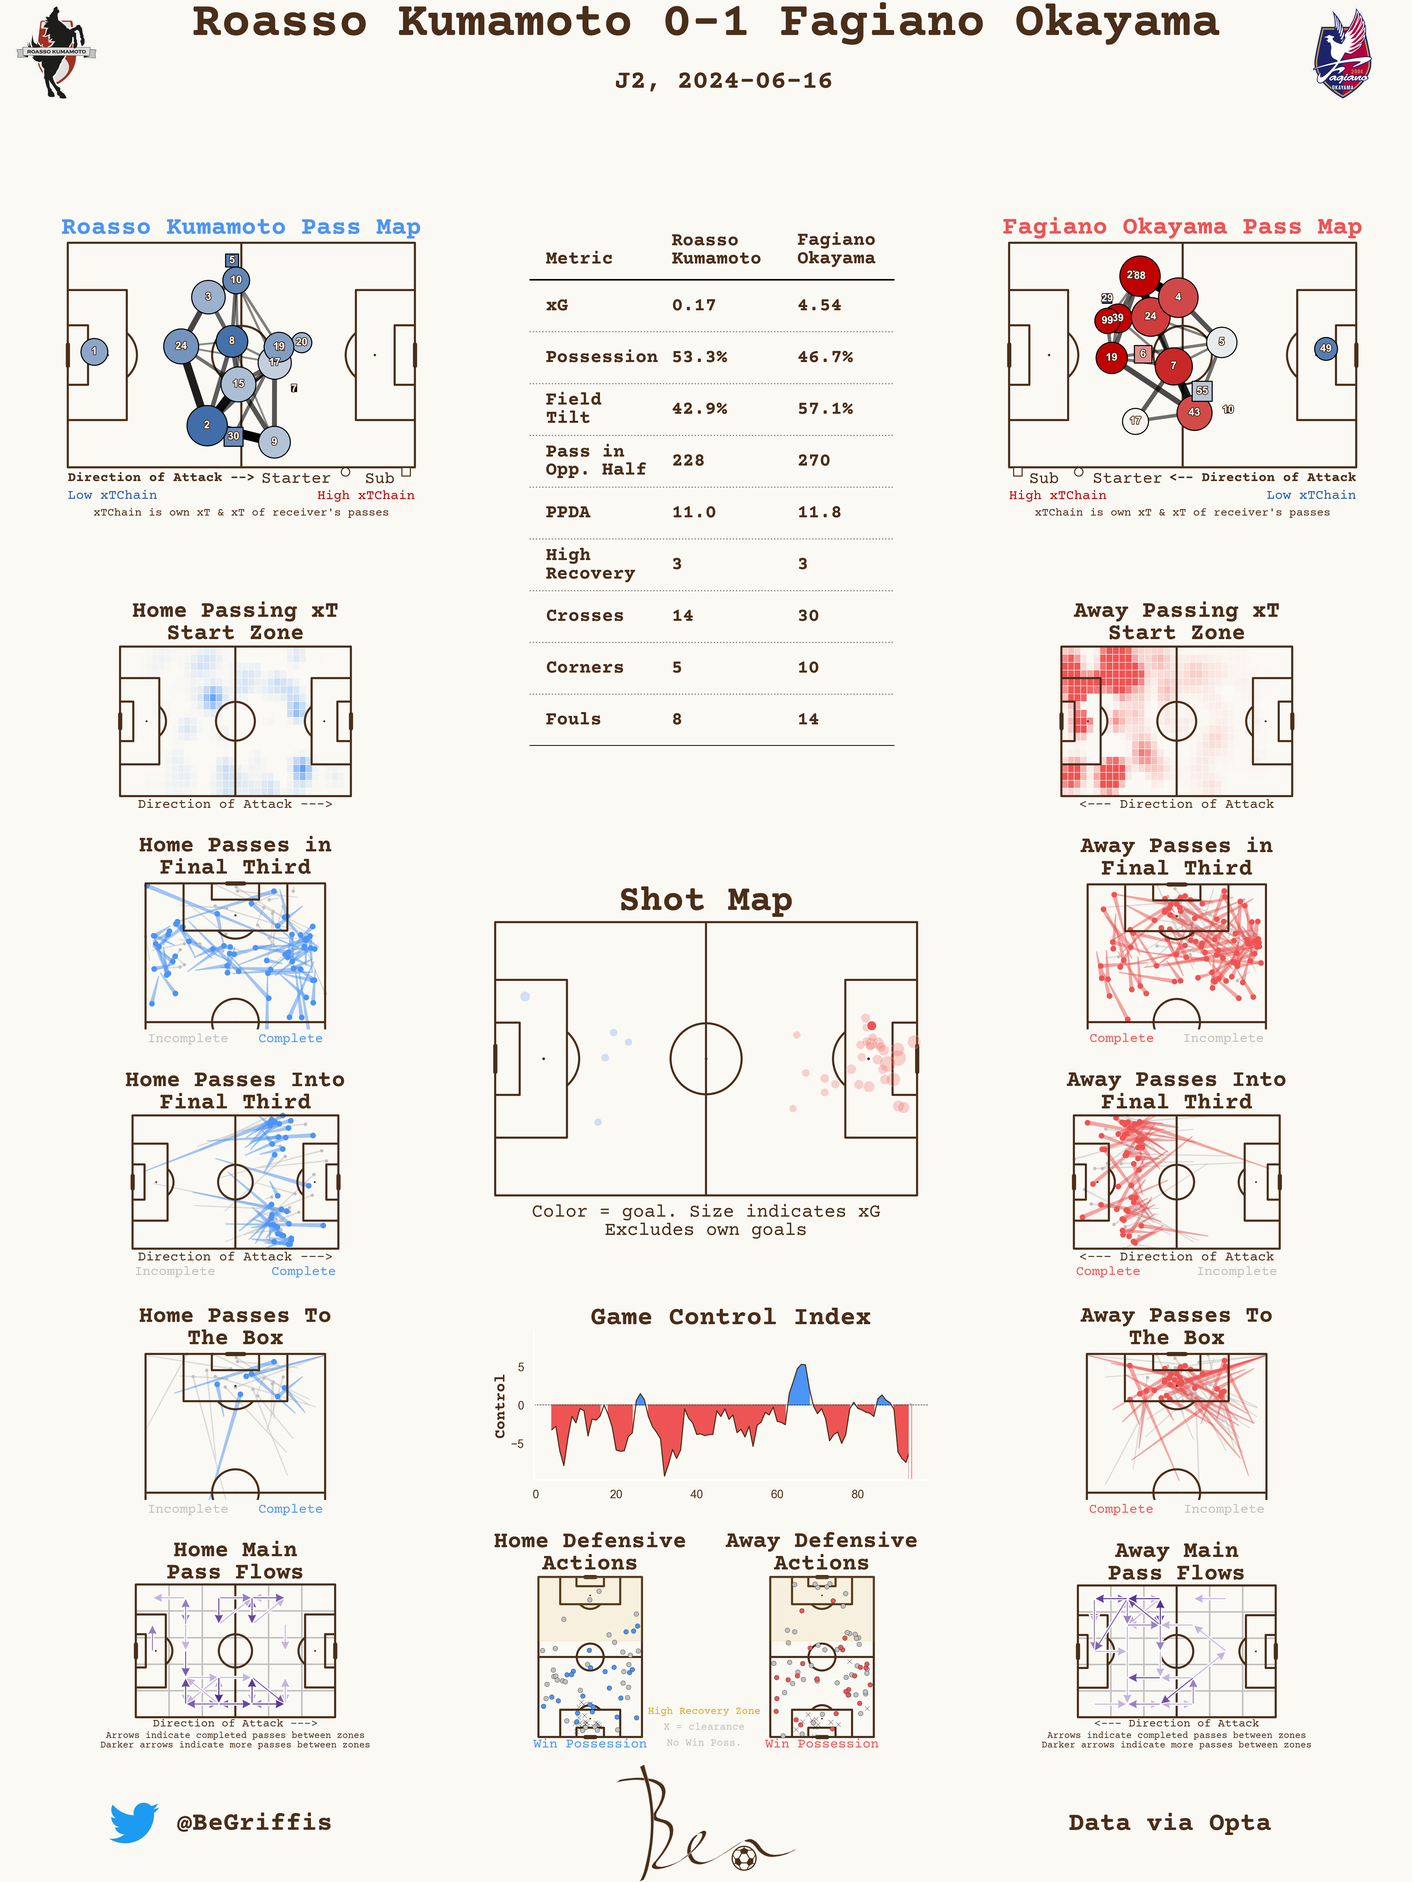 Roasso Kumamoto 0-1 Fagiano Okayama
J2, 2024-06-16
ROASSO KUMAMOTO
2004
Fagiano
OKAYAMA
Roasso Kumamoto Pass Map
5
10
3
24
8
19
20
17
1
15
7
2
30
9
Direction of Attack --> Starter Sub
Low xTChain High xTChain
xTChain is own xT & xT of receiver's passes
Metric Roasso Kumamoto Fagiano Okayama
xG 0.17 4.54
Possession 53.3% 46.7%
Field Tilt 42.9% 57.1%
Pass in Opp. Half 228 270
PPDA 11.0 11.8
High Recovery 3 3
Crosses 14 30
Corners 5 10
Fouls 8 14
Fagiano Okayama Pass Map
88
4
29
99
39
24
5
49
19
6
7
55
17
43
10
Sub Starter <-- Direction of Attack
High xTChain Low xTChain
xTChain is own xT & xT of receiver's passes
Home Passing xT
Start Zone
Direction of Attack --->
Away Passing xT
Start Zone
<--- Direction of Attack
Home Passes in
Final Third
Incomplete Complete
Away Passes in
Final Third
Complete Incomplete
Shot Map
Color = goal. Size indicates xG
Excludes own goals
Home Passes Into
Final Third
Direction of Attack --->
Incomplete Complete
Away Passes Into
Final Third
<--- Direction of Attack
Complete Incomplete
Home Passes To
The Box
Incomplete Complete
Game Control Index
Control
5
0
−5
0 20 40 60 80
Away Passes To
The Box
Complete Incomplete
Home Main
Pass Flows
Direction of Attack --->
Arrows indicate completed passes between zones
Darker arrows indicate more passes between zones
Home Defensive
Actions
Win Possession
Away Defensive
Actions
Win Possession
High Recovery Zone
X = clearance
No Win Poss.
Away Main
Pass Flows
<--- Direction of Attack
Arrows indicate completed passes between zones
Darker arrows indicate more passes between zones
@BeGriffis
Ben
Data via Opta